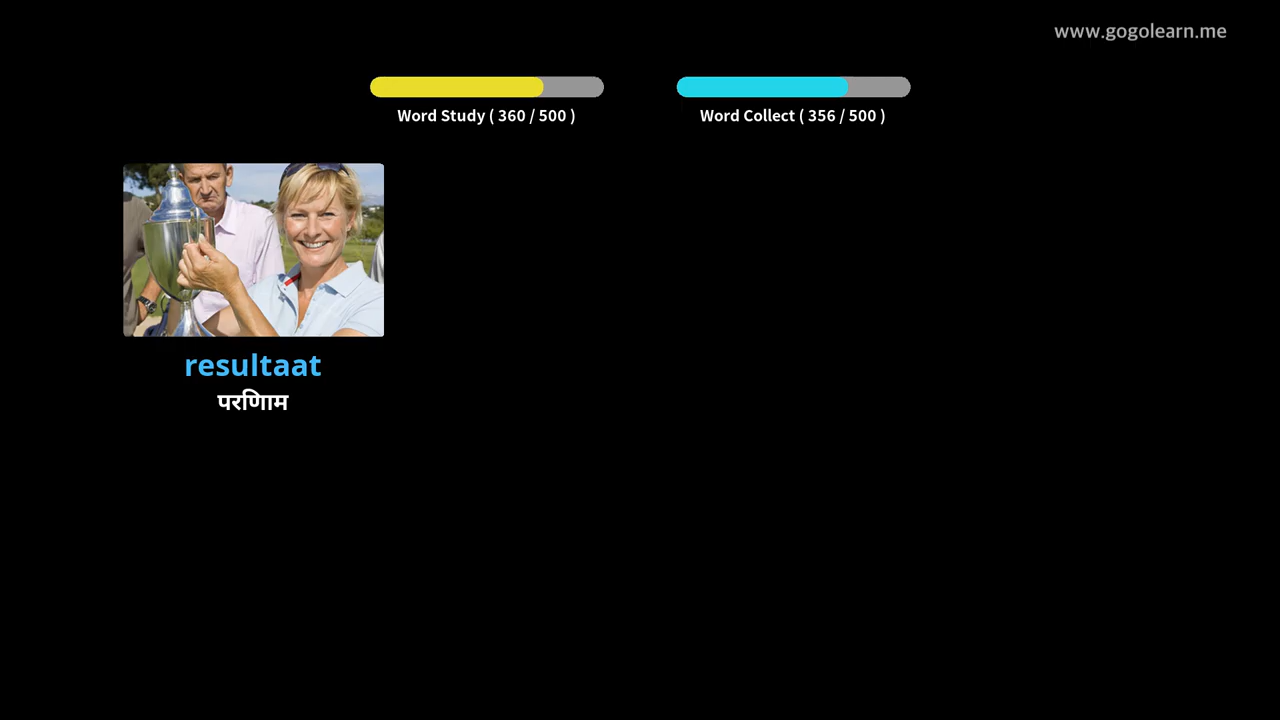 www.gogolearn.me
Word Study ( 360 / 500 )
Word Collect ( 356 / 500 )
resultaat
परिणाम